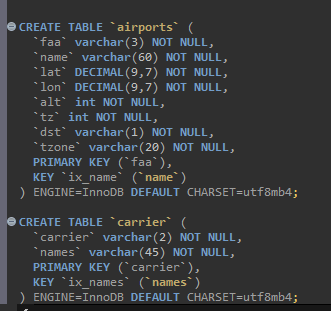 CREATE TABLE `airports` (
`faa` varchar(3) NOT NULL,
`name` varchar(60) NOT NULL,
`lat` DECIMAL(9,7) NOT NULL,
`lon` DECIMAL(9,7) NOT NULL,
`alt` int NOT NULL,
`tz` int NOT NULL,
`dst` varchar(1) NOT NULL,
`tzone` varchar(20) NOT NULL,
PRIMARY KEY (`faa`),
KEY `ix_name` (`name`)
) ENGINE=InnoDB DEFAULT CHARSET=utf8mb4;
CREATE TABLE `carrier` (
`carrier` varchar(2) NOT NULL,
`names` varchar(45) NOT NULL,
PRIMARY KEY (`carrier`),
KEY `ix_names` (`names`)
) ENGINE=InnoDB DEFAULT CHARSET=utf8mb4;